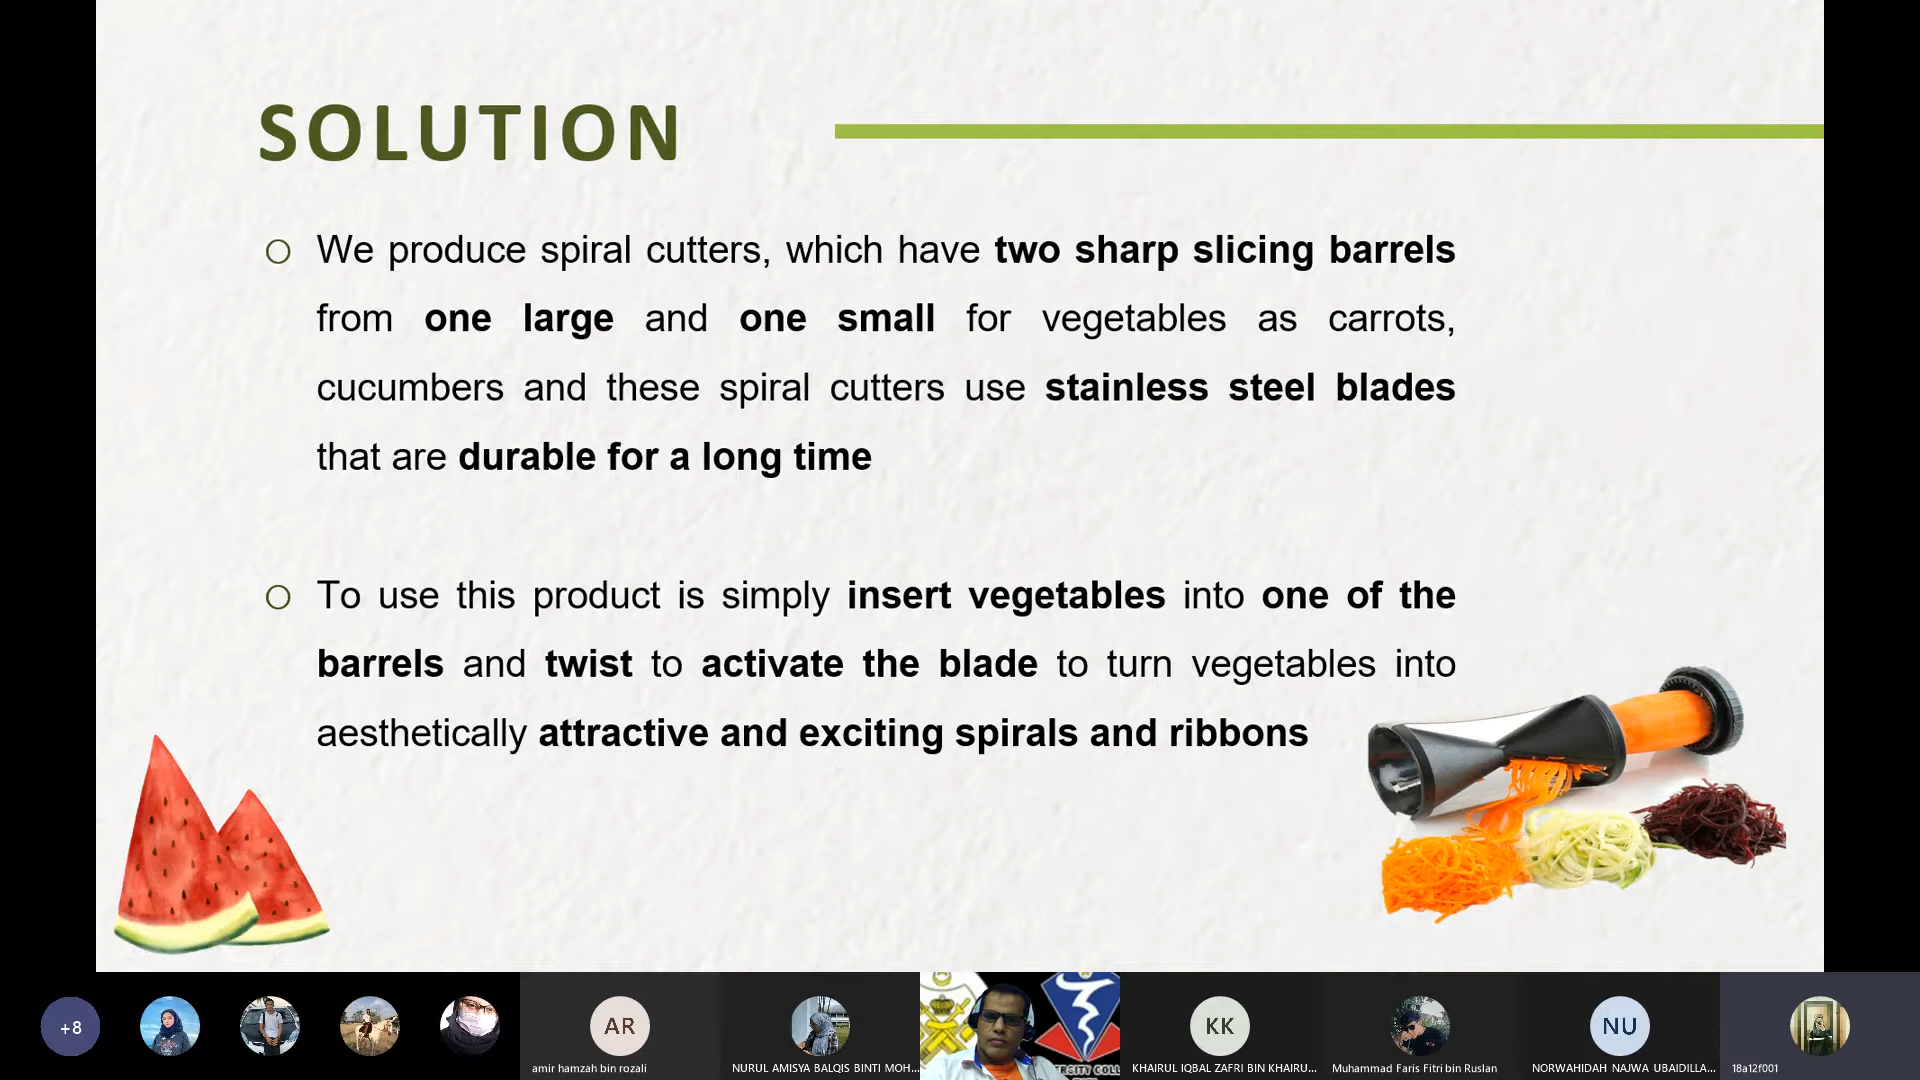 SOLUTION
We produce spiral cutters, which have two sharp slicing barrels
from one large and one small for vegetables as carrots,
cucumbers and these spiral cutters use stainless steel blades
that are durable for a long time
To use this product is simply insert vegetables into one of the
barrels and twist to activate the blade to turn vegetables into
aesthetically attractive and exciting spirals and ribbons
+8
AR
KK
NU
ERSITY COLL
amir hamzah bin rozali
NURUL AMISYA BALQIS BINTI MOH...
KHAIRUL IQBAL ZAFRI BIN KHAIRU...
Muhammad Faris Fitri bin Ruslan
NORWAHIDAH NAJWA UBAIDILLA...
18a12f001